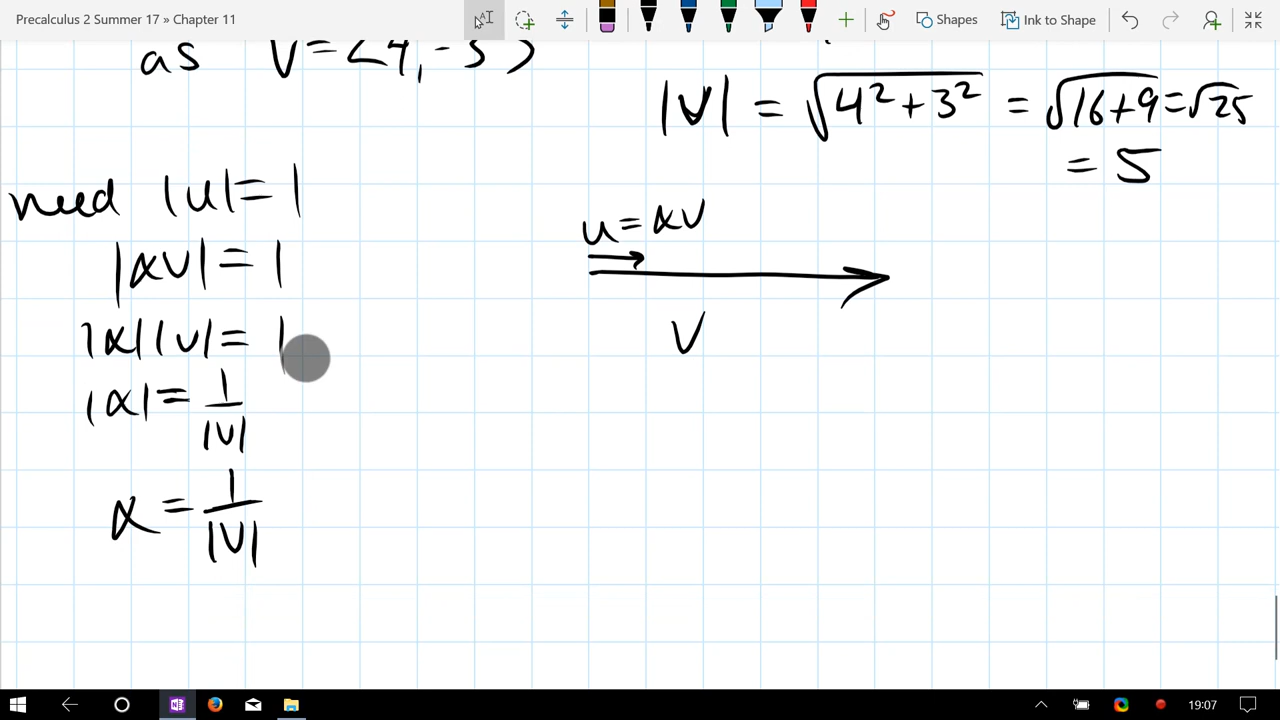 Precalculus 2 Summer 17 » Chapter 11
Shapes
Ink to Shape
as V = <4, -3>
|V| = √4² + 3² = √16+9 = √25
= 5
need |u| = 1
|αV| = 1
|α||V| = 1
|α| = 1/|V|
α = 1/|V|
u = αV
V
19:07